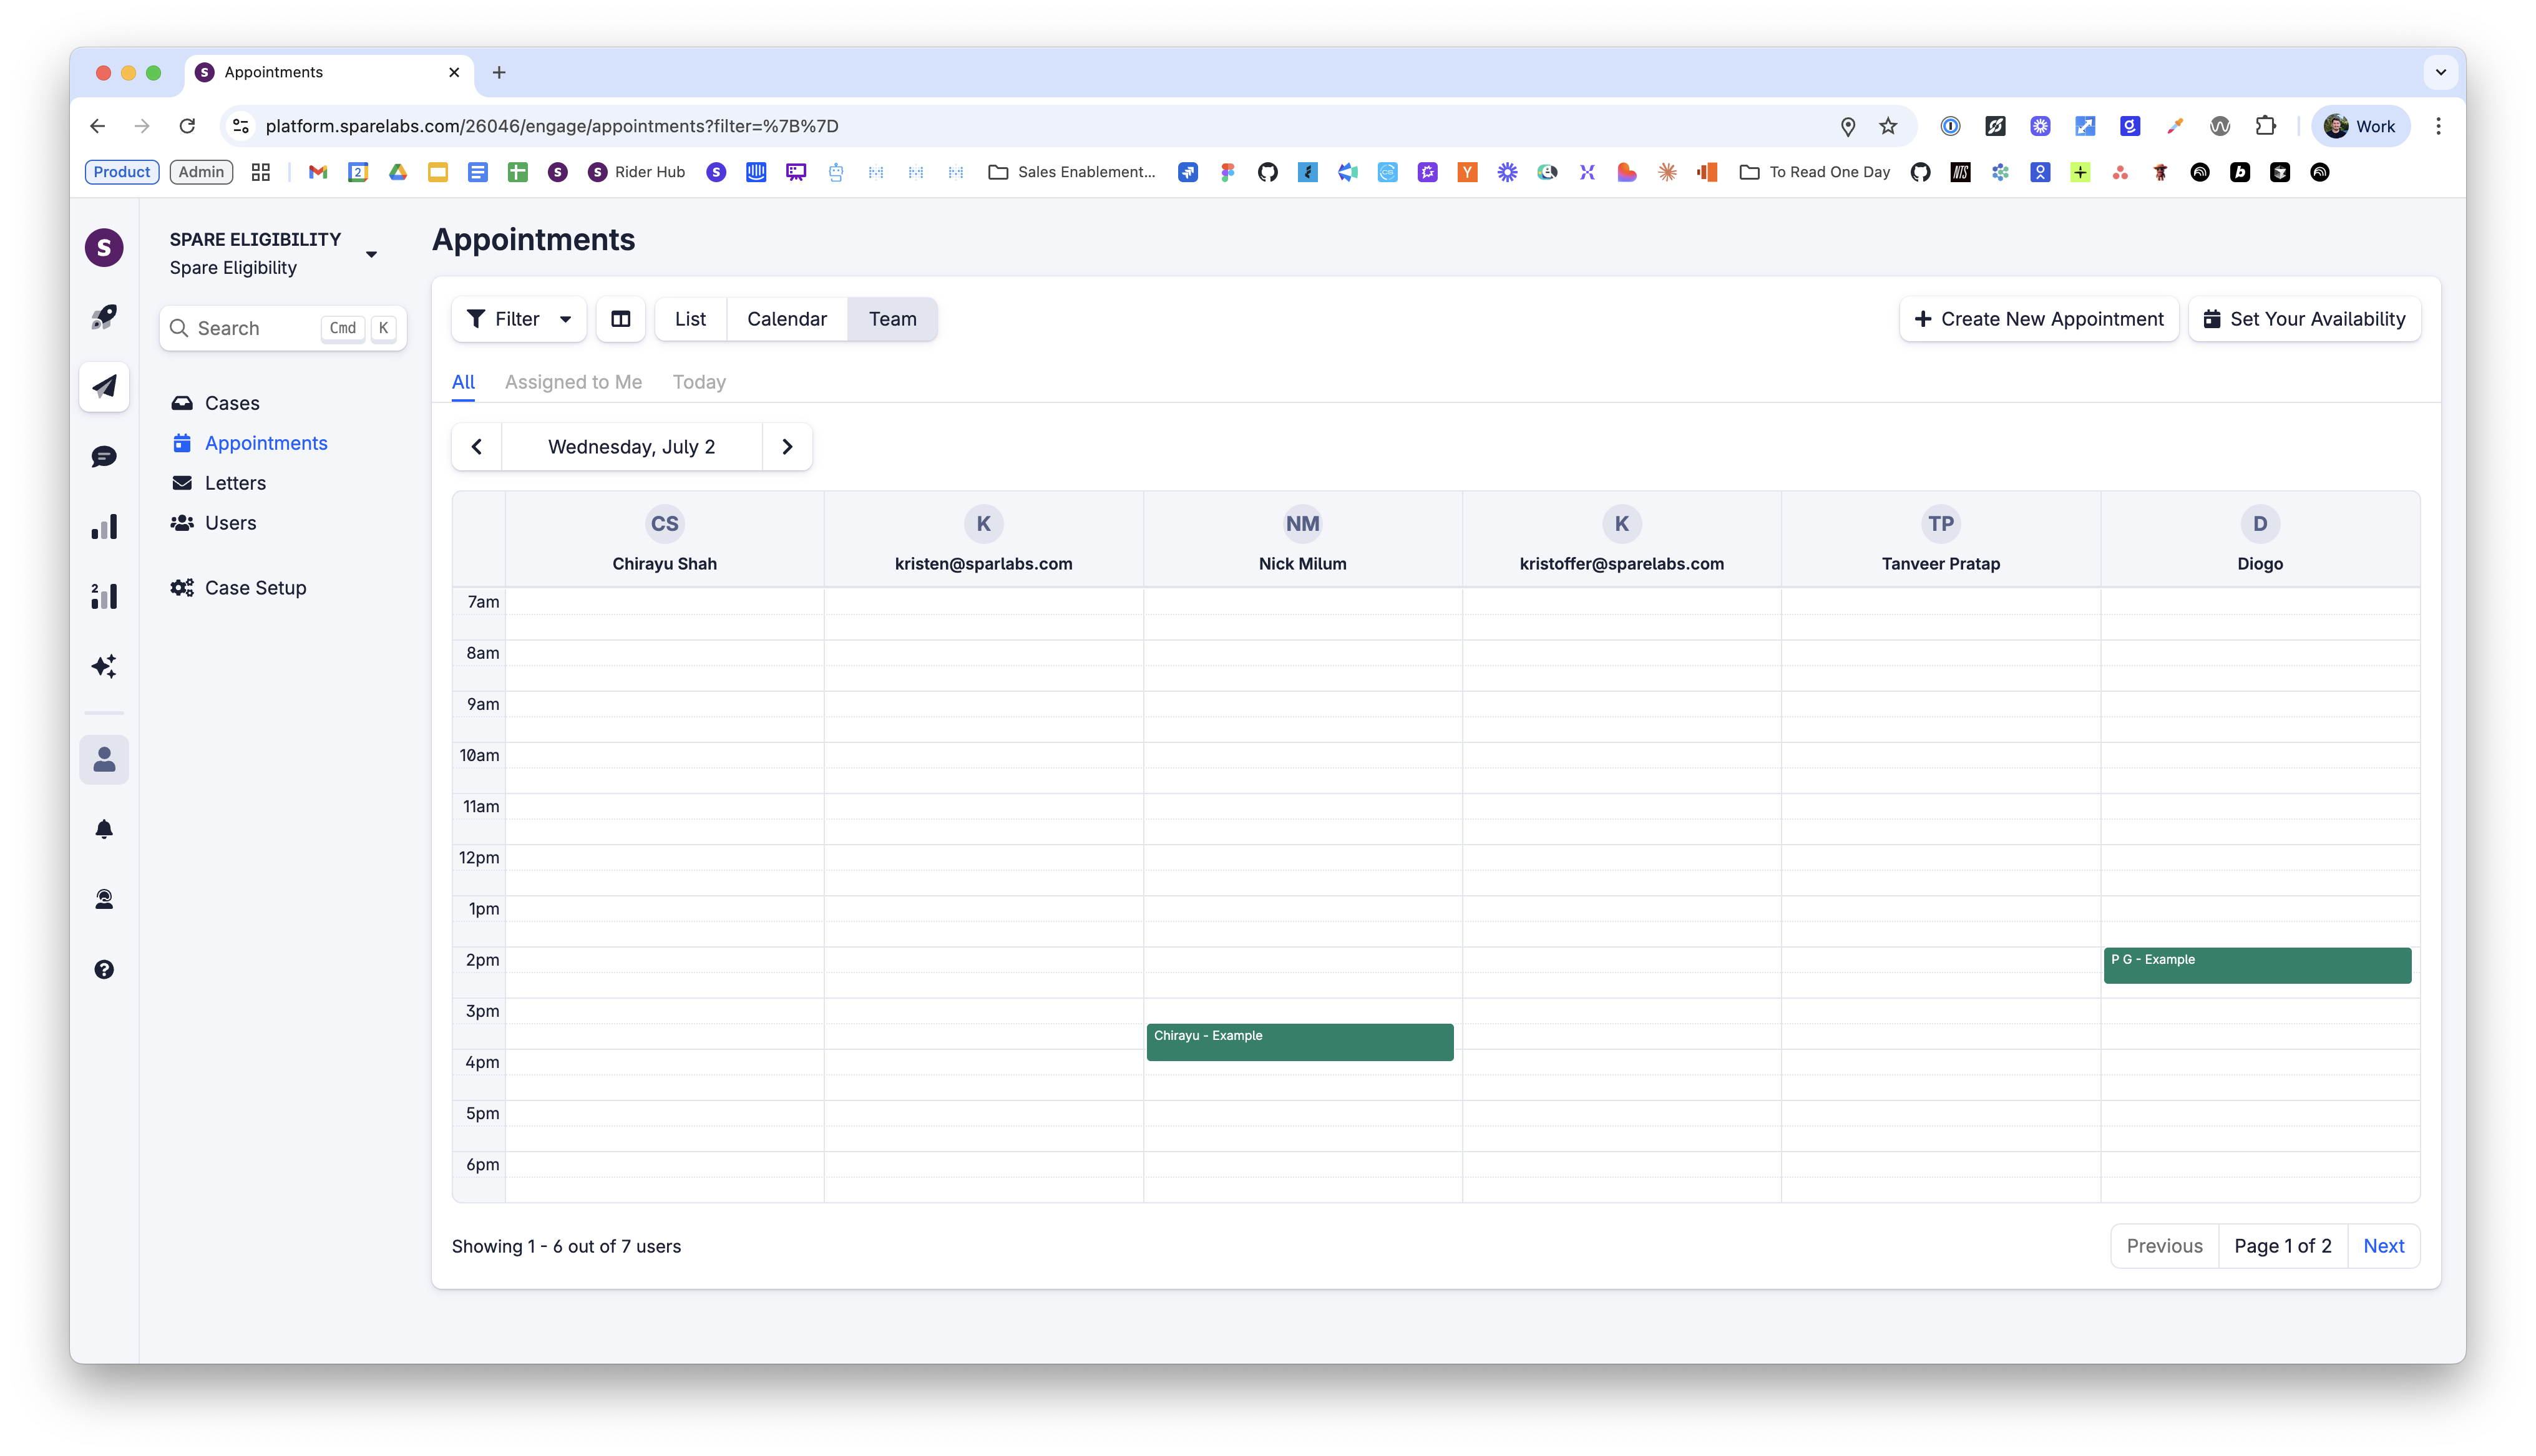 Appointments
platform.sparelabs.com/26046/engage/appointments?filter=%7B%7D
Work
Product
Admin
2
Rider Hub
Sales Enablement...
To Read One Day
S
SPARE ELIGIBILITY
Spare Eligibility
Search
Cmd
K
Cases
Appointments
Letters
Users
Case Setup
2
Appointments
Filter
List
Calendar
Team
Create New Appointment
Set Your Availability
All
Assigned to Me
Today
Wednesday, July 2
CS
Chirayu Shah
K
kristen@sparlabs.com
NM
Nick Milum
K
kristoffer@sparelabs.com
TP
Tanveer Pratap
D
Diogo
7am
8am
9am
10am
11am
12pm
1pm
2pm
P G - Example
3pm
Chirayu - Example
4pm
5pm
6pm
Showing 1 - 6 out of 7 users
Previous
Page 1 of 2
Next